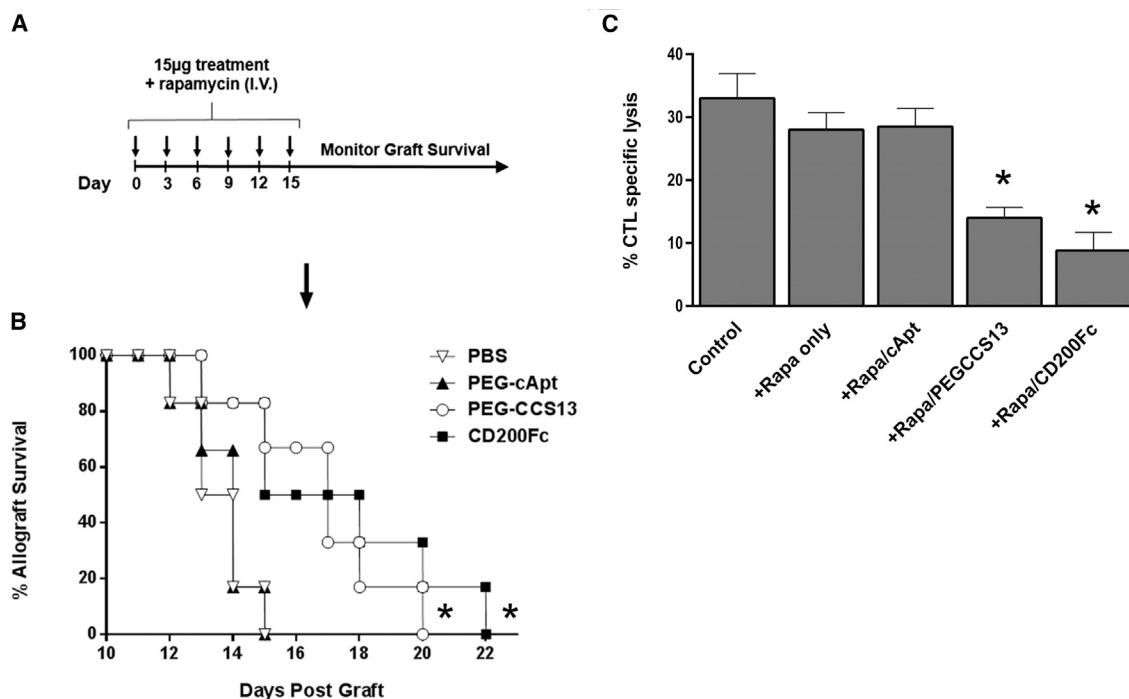 A
15µg treatment
+ rapamycin (I.V.)
Monitor Graft Survival
Day 0 3 6 9 12 15
B
100
80
60
40
20
0
% Allograft Survival
10 12 14 16 18 20 22
Days Post Graft
PBS
PEG-cApt
PEG-CCS13
CD200Fc
* *
C
40
30
20
10
0
% CTL specific lysis
* *
Control
+Rapa only
+Rapa/cApt
+Rapa/PEGCCS13
+Rapa/CD200Fc